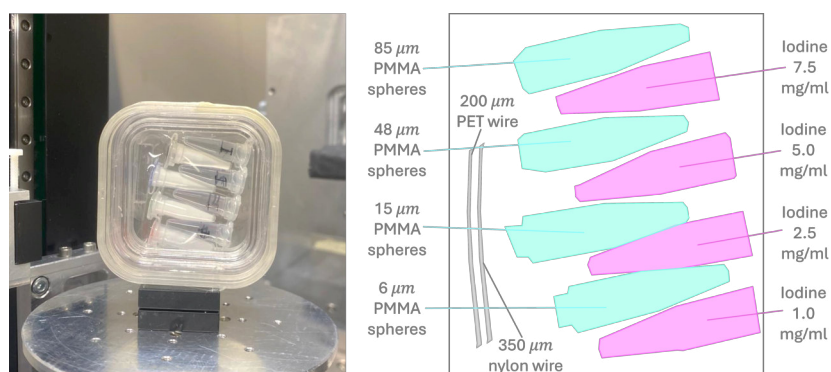 85 μm
PMMA
spheres
200 μm
PET wire
48 μm
PMMA
spheres
15 μm
PMMA
spheres
6 μm
PMMA
spheres
350 μm
nylon wire
Iodine
7.5
mg/ml
Iodine
5.0
mg/ml
Iodine
2.5
mg/ml
Iodine
1.0
mg/ml